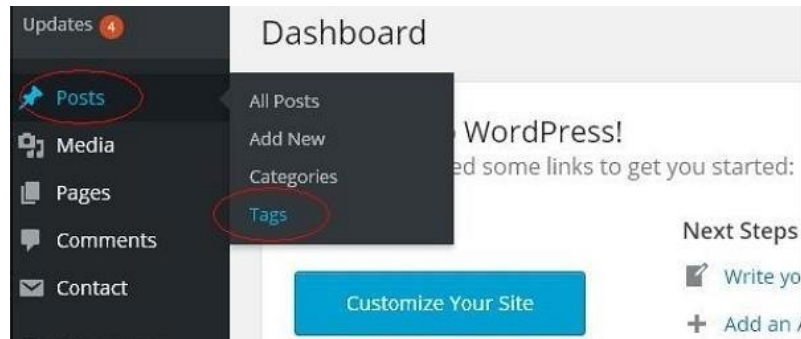 Updates 4
Dashboard
Posts
Media
Pages
Comments
Contact
All Posts
Add New
Categories
Tags
WordPress!
ed some links to get you started:
Next Steps
Customize Your Site
Write yo
Add an